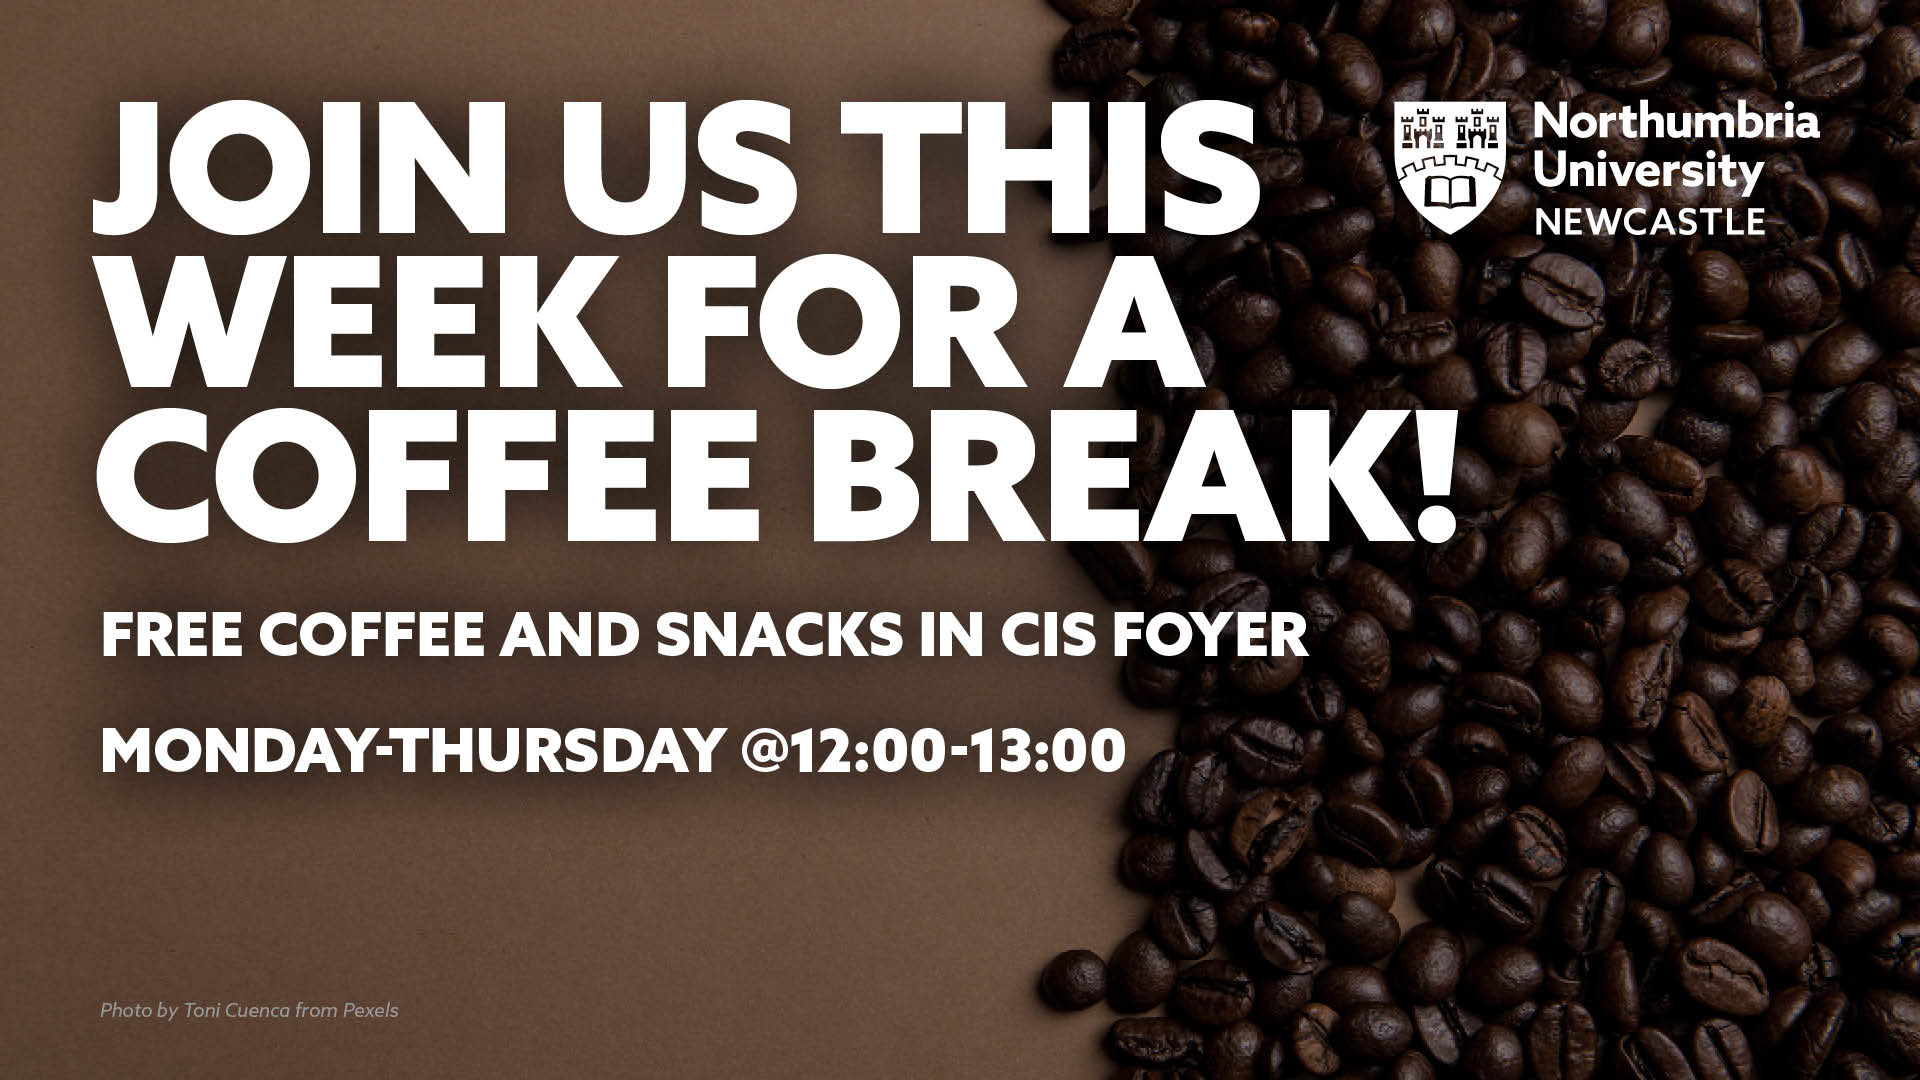 JOIN US THIS
WEEK FOR A
COFFEE BREAK!
Northumbria
University
NEWCASTLE
FREE COFFEE AND SNACKS IN CIS FOYER
MONDAY-THURSDAY @12:00-13:00
Photo by Toni Cuenca from Pexels